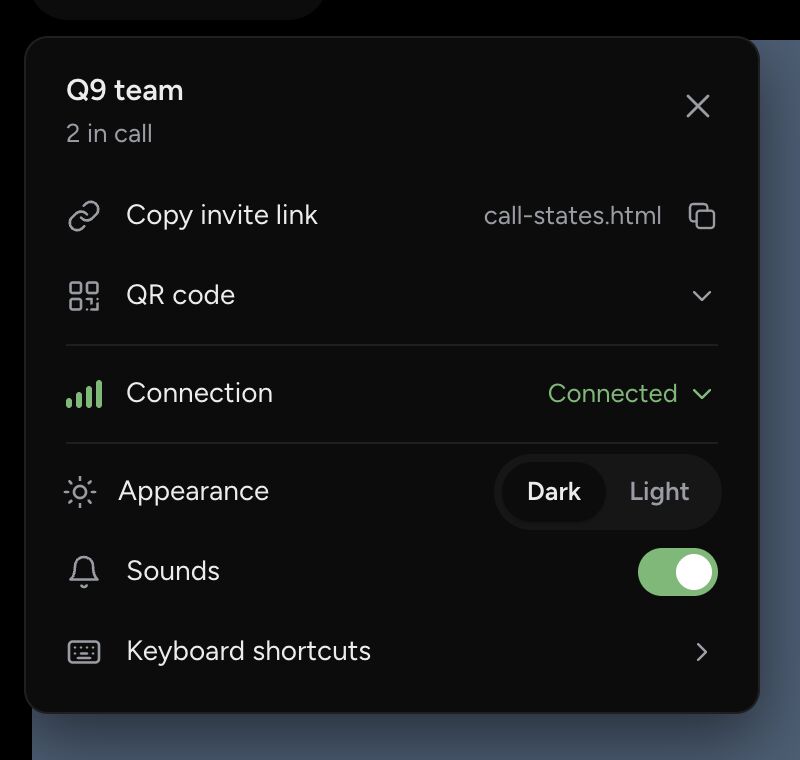 Q9 team
2 in call
Copy invite link call-states.html
QR code
Connection Connected
Appearance Dark Light
Sounds
Keyboard shortcuts